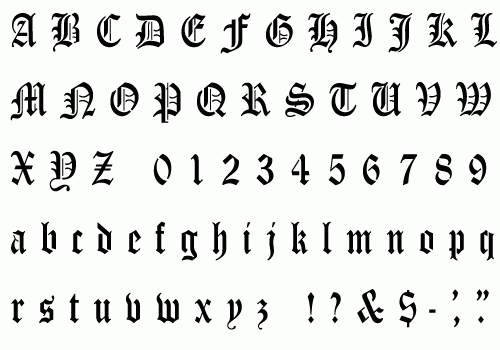 A B C D E F G H I J K L
M N O P Q R S T U V W
X Y Z 0 1 2 3 4 5 6 7 8 9
a b c d e f g h i j k l m n o p q
r s t u v w x y z ! ? & $ - ; "